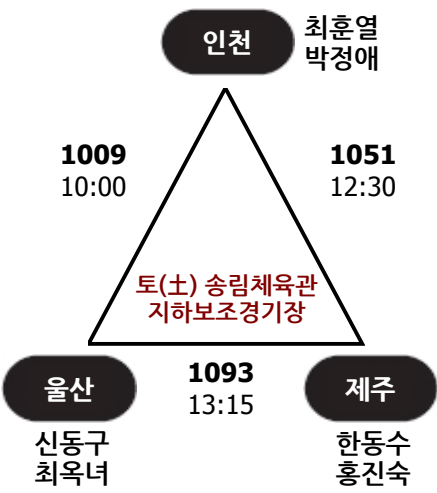 인천
최훈열
박정애
1009
10:00
1051
12:30
토(土) 송림체육관
지하보조경기장
울산
1093
13:15
제주
신동구
최옥녀
한동수
홍진숙